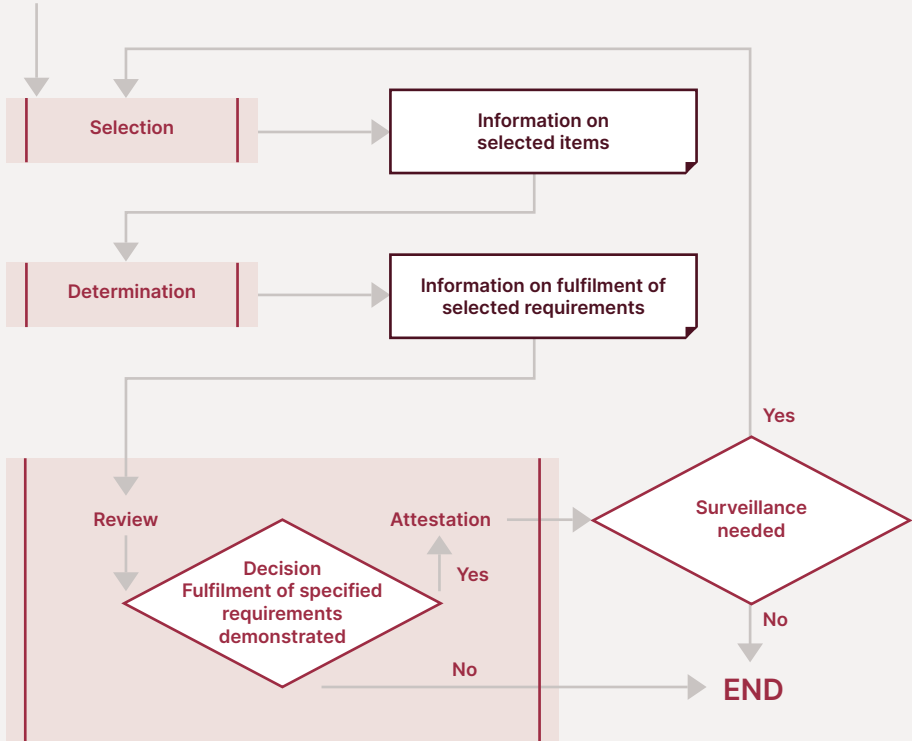 Selection
Information on
selected items
Determination
Information on fulfilment of
selected requirements
Yes
Review
Attestation
Surveillance
needed
Decision
Fulfilment of specified
requirements
demonstrated
Yes
No
No
END